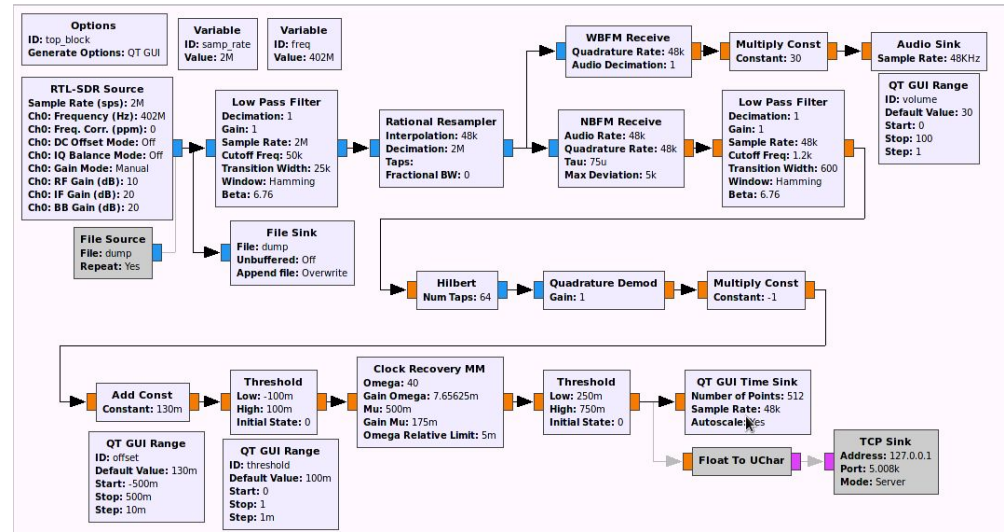 Options
ID: top_block
Generate Options: QT GUI
Variable
ID: samp_rate
Value: 2M
Variable
ID: freq
Value: 402M
WBFM Receive
Quadrature Rate: 48k
Audio Decimation: 1
Multiply Const
Constant: 30
Audio Sink
Sample Rate: 48KHz
QT GUI Range
ID: volume
Default Value: 30
Start: 0
Stop: 100
Step: 1
RTL-SDR Source
Sample Rate (sps): 2M
Ch0: Frequency (Hz): 402M
Ch0: Freq. Corr. (ppm): 0
Ch0: DC Offset Mode: Off
Ch0: IQ Balance Mode: Off
Ch0: Gain Mode: Manual
Ch0: RF Gain (dB): 10
Ch0: IF Gain (dB): 20
Ch0: BB Gain (dB): 20
Low Pass Filter
Decimation: 1
Gain: 1
Sample Rate: 2M
Cutoff Freq: 50k
Transition Width: 25k
Window: Hamming
Beta: 6.76
Rational Resampler
Interpolation: 48k
Decimation: 2M
Taps:
Fractional BW: 0
NBFM Receive
Audio Rate: 48k
Quadrature Rate: 48k
Tau: 75u
Max Deviation: 5k
Low Pass Filter
Decimation: 1
Gain: 1
Sample Rate: 48k
Cutoff Freq: 1.2k
Transition Width: 600
Window: Hamming
Beta: 6.76
File Source
File: dump
Repeat: Yes
File Sink
File: dump
Unbuffered: Off
Append file: Overwrite
Hilbert
Num Taps: 64
Quadrature Demod
Gain: 1
Multiply Const
Constant: -1
Add Const
Constant: 130m
Threshold
Low: -100m
High: 100m
Initial State: 0
Clock Recovery MM
Omega: 40
Gain Omega: 7.65625m
Mu: 500m
Gain Mu: 175m
Omega Relative Limit: 5m
Threshold
Low: 250m
High: 750m
Initial State: 0
QT GUI Time Sink
Number of Points: 512
Sample Rate: 48k
Autoscale: Yes
Float To UChar
TCP Sink
Address: 127.0.0.1
Port: 5.008k
Mode: Server
QT GUI Range
ID: offset
Default Value: 130m
Start: -500m
Stop: 500m
Step: 10m
QT GUI Range
ID: threshold
Default Value: 100m
Start: 0
Stop: 1
Step: 1m